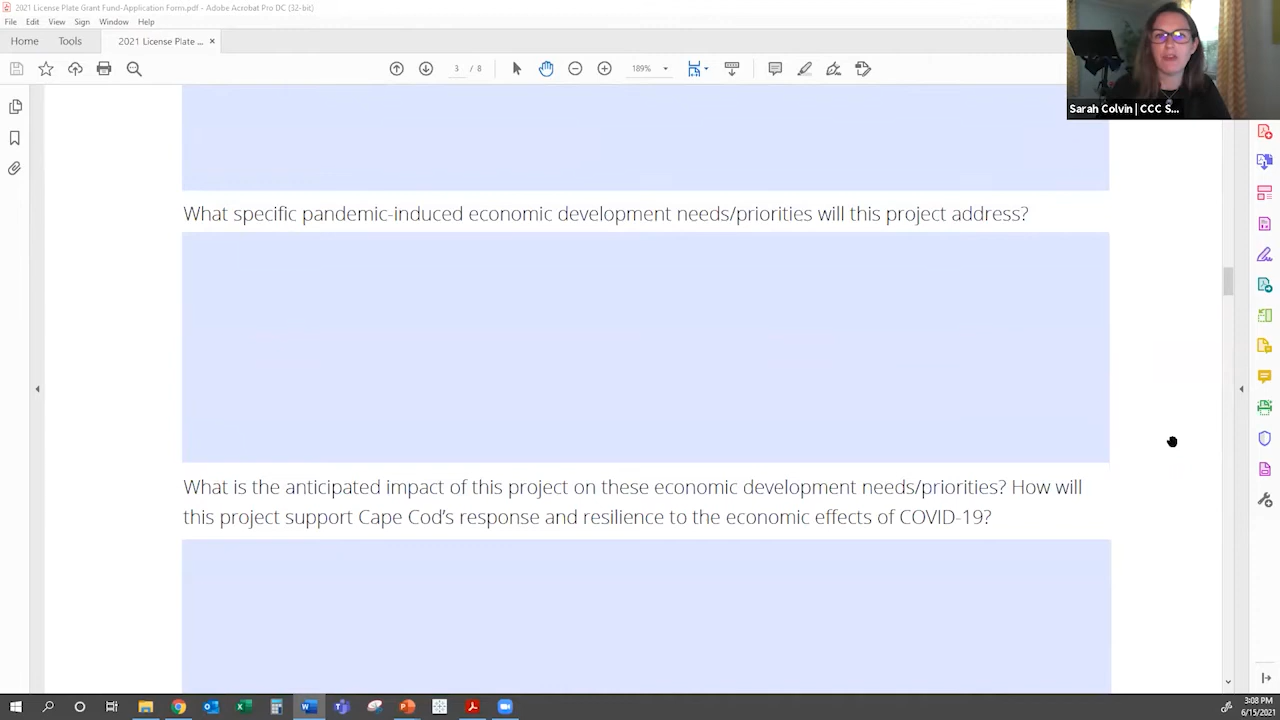 2021 License Plate Grant Fund-Application Form.pdf - Adobe Acrobat Pro DC (32-bit)
File Edit View Sign Window Help
Home Tools 2021 License Plate ... ×
3 / 8 189%
Sarah Colvin | CCC S...
What specific pandemic-induced economic development needs/priorities will this project address?
What is the anticipated impact of this project on these economic development needs/priorities? How will
this project support Cape Cod's response and resilience to the economic effects of COVID-19?
3:08 PM
6/15/2021